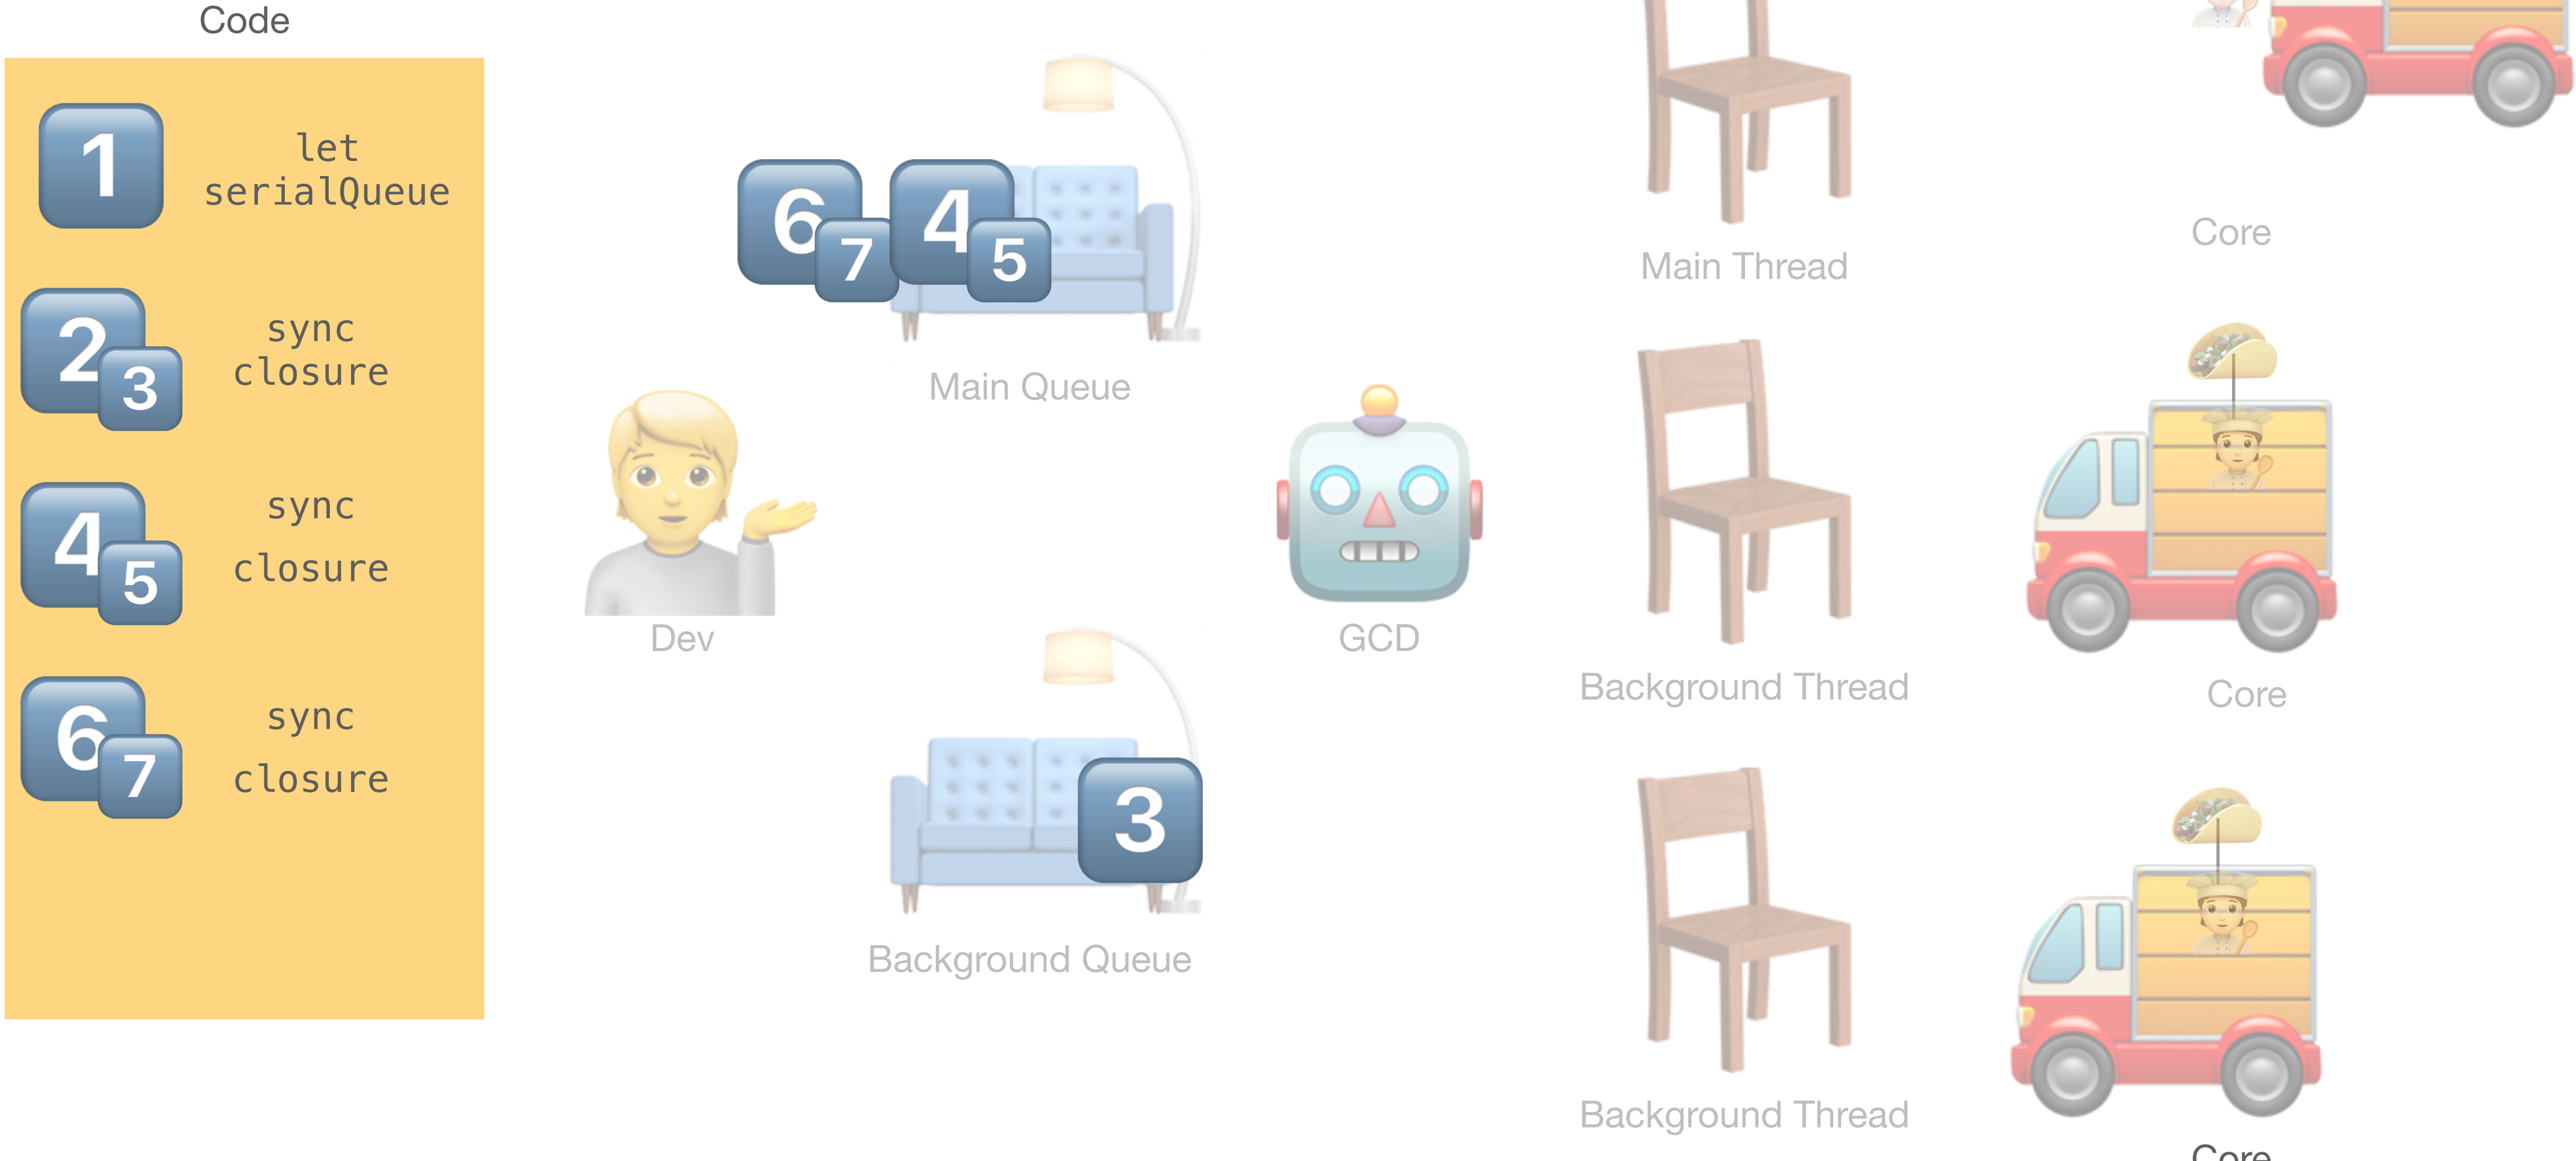 Code
1
let
serialQueue
2
3
sync
closure
4
5
sync
closure
6
7
sync
closure
6
7
4
5
Main Queue
Dev
3
Background Queue
GCD
Main Thread
Background Thread
Background Thread
Core
Core
Core